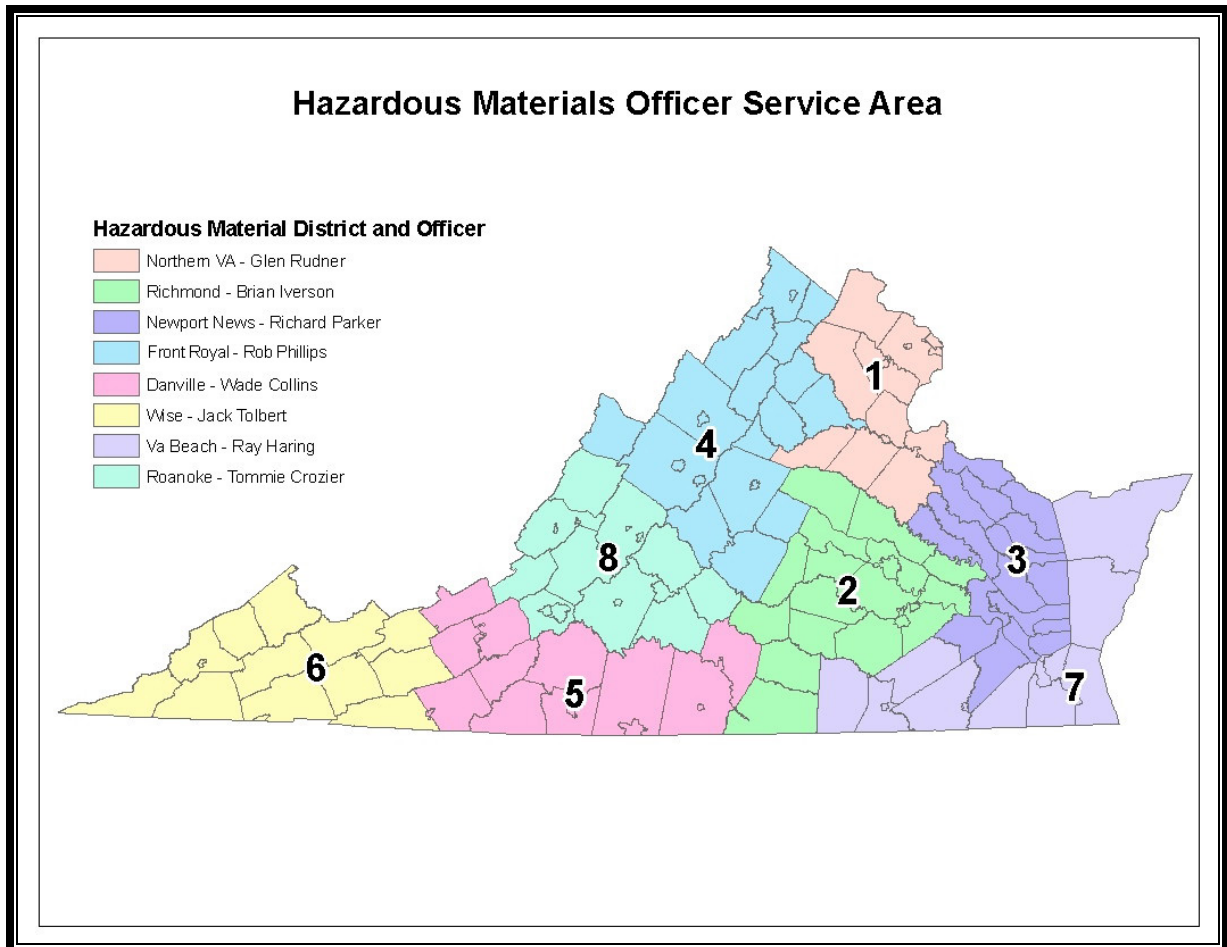 Hazardous Materials Officer Service Area
Hazardous Material District and Officer
Northern VA - Glen Rudner
Richmond - Brian Iverson
Newport News - Richard Parker
Front Royal - Rob Phillips
Danville - Wade Collins
Wise - Jack Tolbert
Va Beach - Ray Haring
Roanoke - Tommie Crozier
1
4
8
3
2
6
5
7